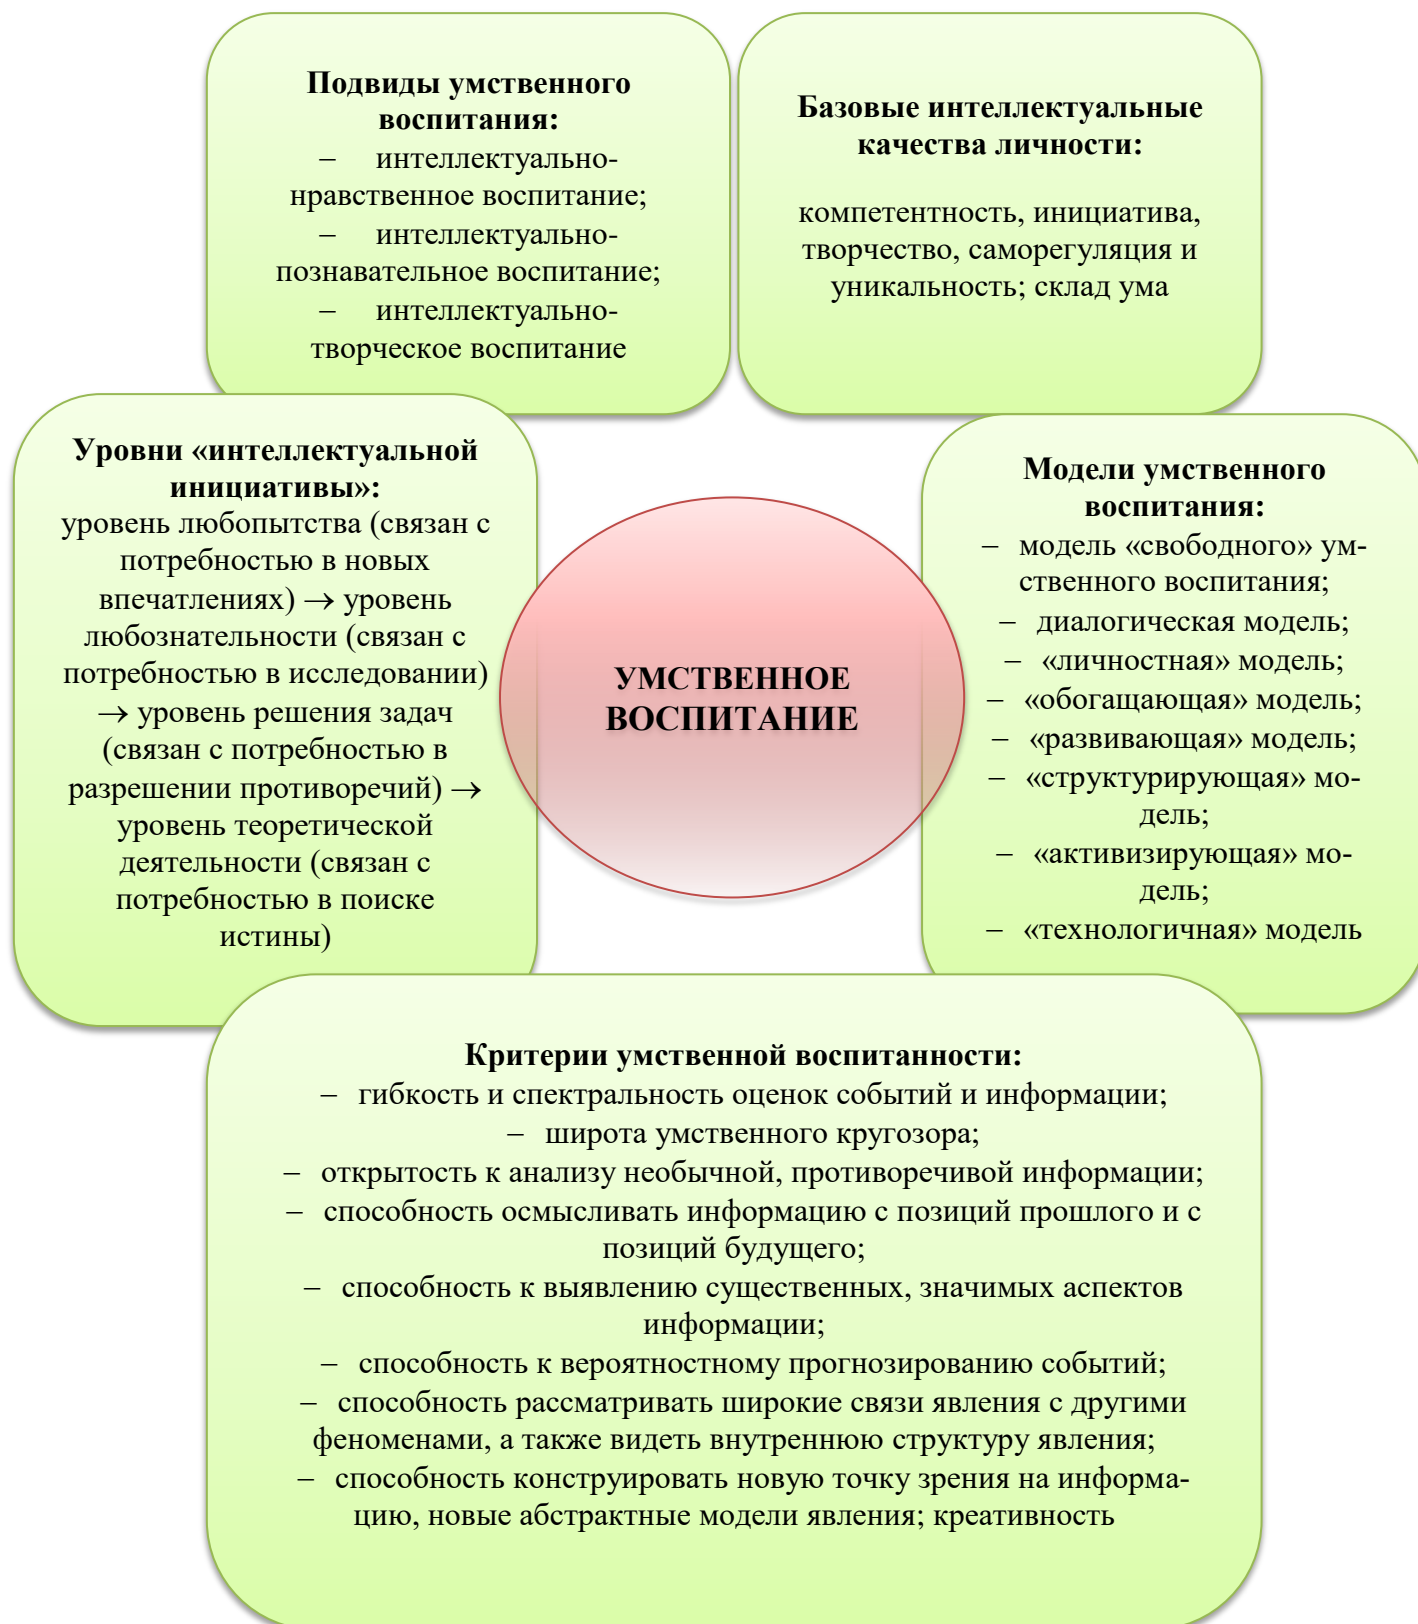 Подвиды умственного
воспитания:
– интеллектуально-
нравственное воспитание;
– интеллектуально-
познавательное воспитание;
– интеллектуально-
творческое воспитание
Базовые интеллектуальные
качества личности:
компетентность, инициатива,
творчество, саморегуляция и
уникальность; склад ума
Уровни «интеллектуальной
инициативы»:
уровень любопытства (связан с
потребностью в новых
впечатлениях) → уровень
любознательности (связан с
потребностью в исследовании)
→ уровень решения задач
(связан с потребностью в
разрешении противоречий) →
уровень теоретической
деятельности (связан с
потребностью в поиске
истины)
УМСТВЕННОЕ
ВОСПИТАНИЕ
Модели умственного
воспитания:
– модель «свободного» ум-
ственного воспитания;
– диалогическая модель;
– «личностная» модель;
– «обогащающая» модель;
– «развивающая» модель;
– «структурирующая» мо-
дель;
– «активизирующая» мо-
дель;
– «технологичная» модель
Критерии умственной воспитанности:
– гибкость и спектральность оценок событий и информации;
– широта умственного кругозора;
– открытость к анализу необычной, противоречивой информации;
– способность осмысливать информацию с позиций прошлого и с
позиций будущего;
– способность к выявлению существенных, значимых аспектов
информации;
– способность к вероятностному прогнозированию событий;
– способность рассматривать широкие связи явления с другими
феноменами, а также видеть внутреннюю структуру явления;
– способность конструировать новую точку зрения на информа-
цию, новые абстрактные модели явления; креативность